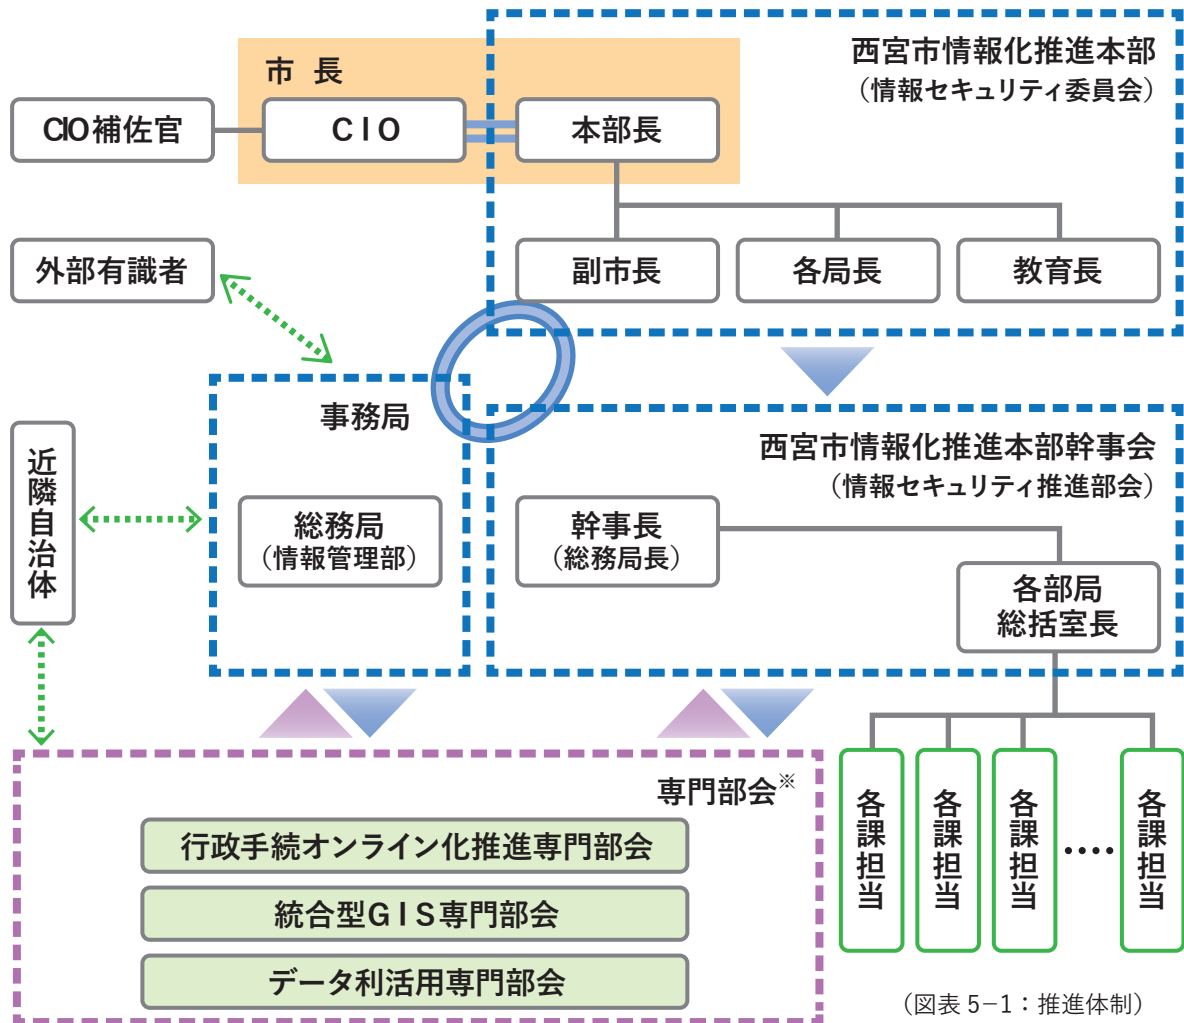 西宮市情報化推進本部
（情報セキュリティ委員会）
市 長
CIO補佐官
CIO
本部長
外部有識者
副市長
各局長
教育長
事務局
近隣自治体
総務局
（情報管理部）
西宮市情報化推進本部幹事会
（情報セキュリティ推進部会）
幹事長
（総務局長）
各部局
総括室長
専門部会※
行政手続オンライン化推進専門部会
統合型GIS専門部会
データ利活用専門部会
各課担当
各課担当
各課担当
‥‥
各課担当
（図表 5−1：推進体制）